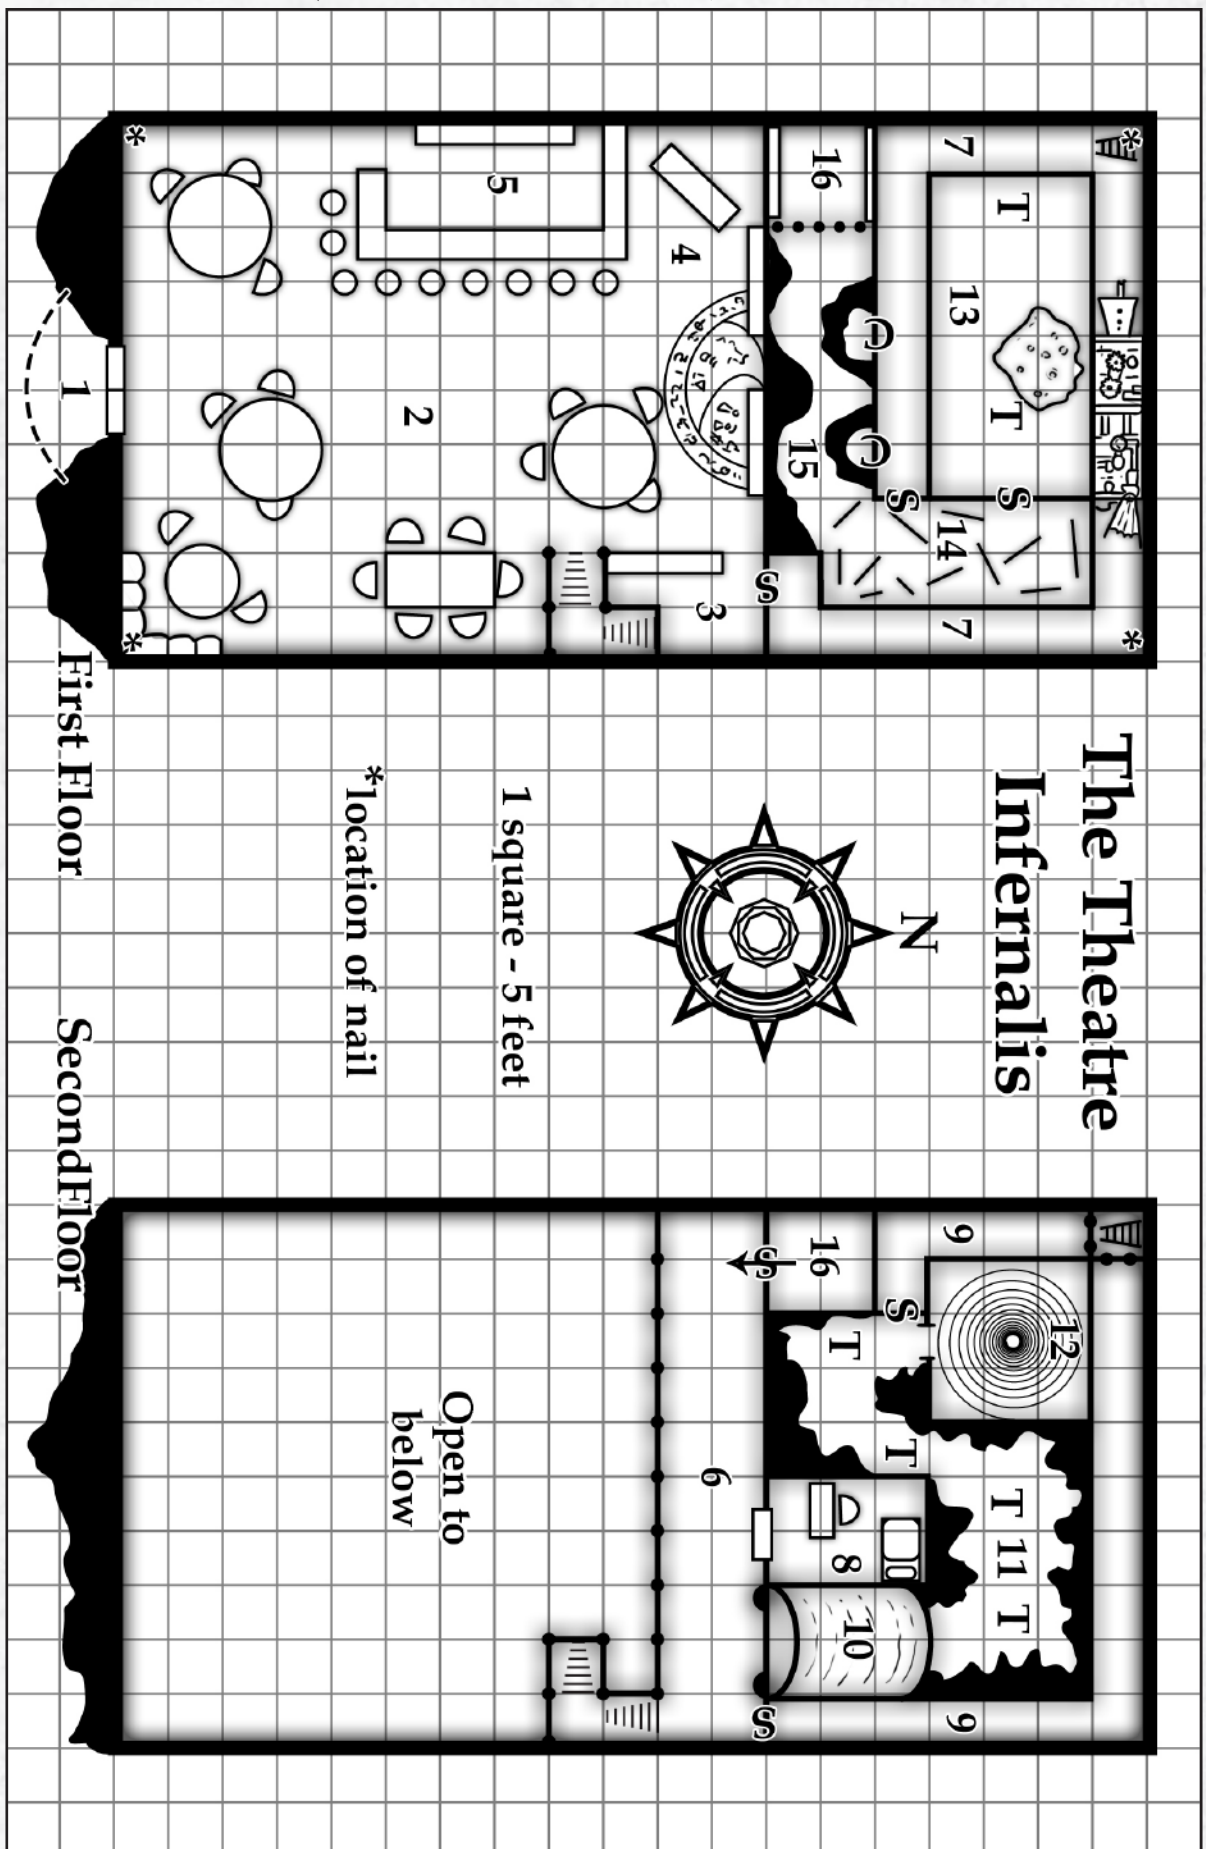 The Theatre
Infernalis
N
1 square - 5 feet
*location of nail
*
*
T
T
S
13
7
14
7
S
C
C
16
15
S
3
4
5
2
*
*
1
First Floor
12
T 11 T
9
9
S
T
T
16
8
10
S
S
6
Open to
below
SecondFloor